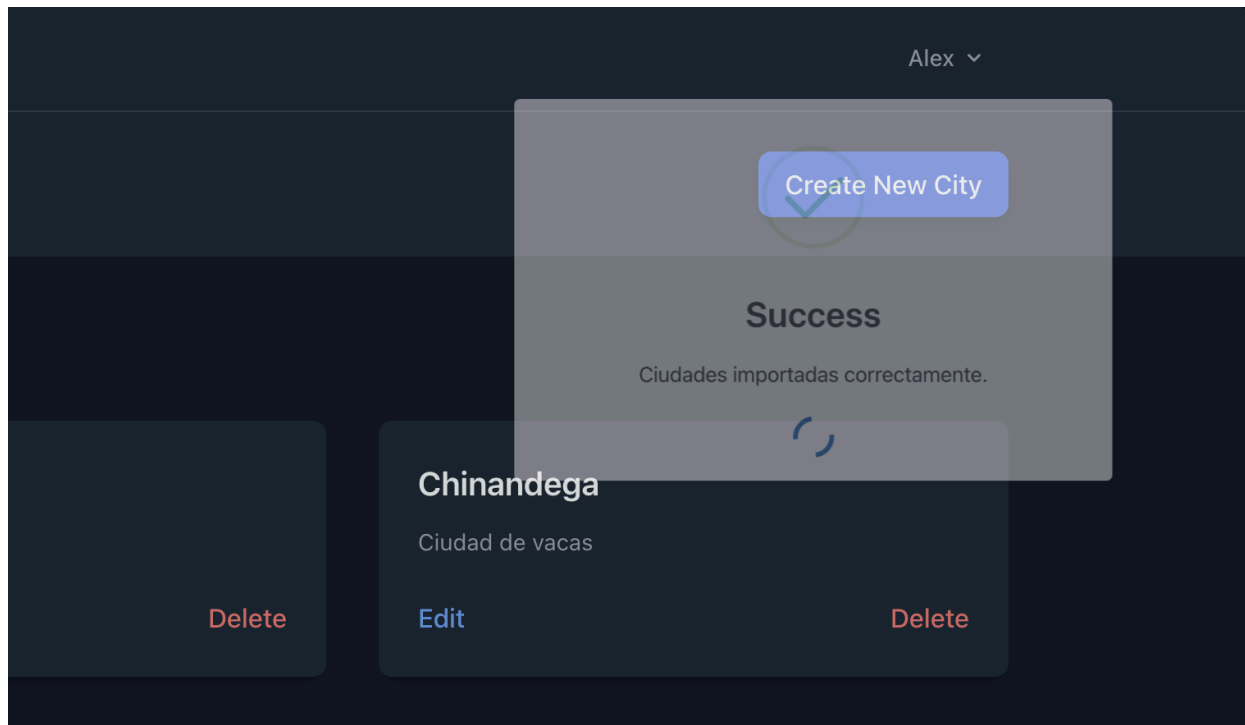 Alex
Create New City
Success
Ciudades importadas correctamente.
Chinandega
Ciudad de vacas
Delete
Edit
Delete